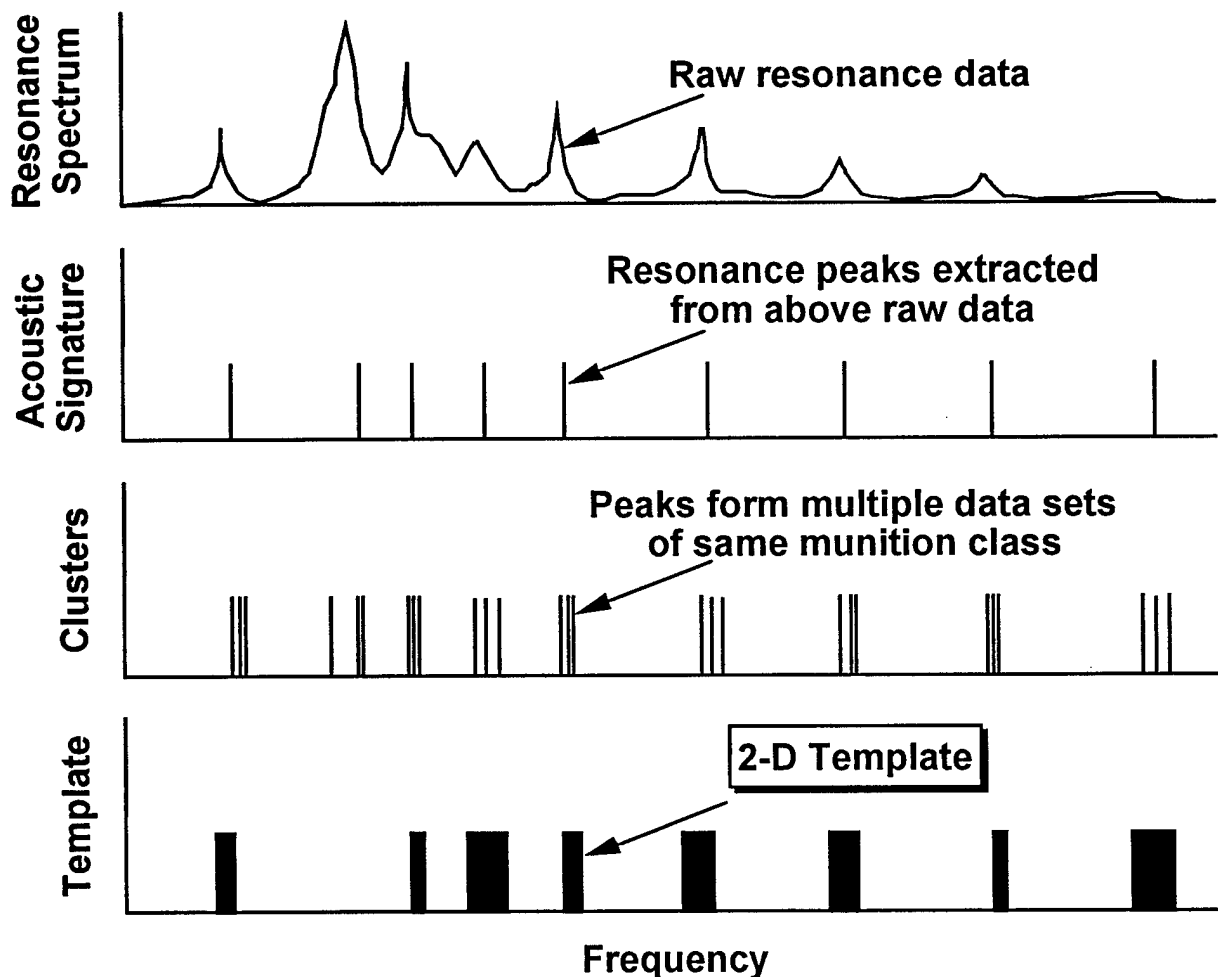 Resonance
Spectrum
Raw resonance data
Acoustic
Signature
Resonance peaks extracted
from above raw data
Clusters
Peaks form multiple data sets
of same munition class
Template
2-D Template
Frequency